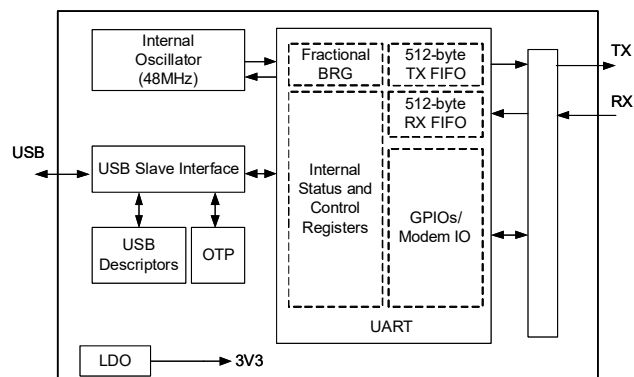 Internal
Oscillator
(48MHz)
Fractional
BRG
512-byte
TX FIFO
TX
512-byte
RX FIFO
RX
USB
USB Slave Interface
Internal
Status and
Control
Registers
GPIOs/
Modem IO
USB
Descriptors
OTP
UART
LDO
3V3